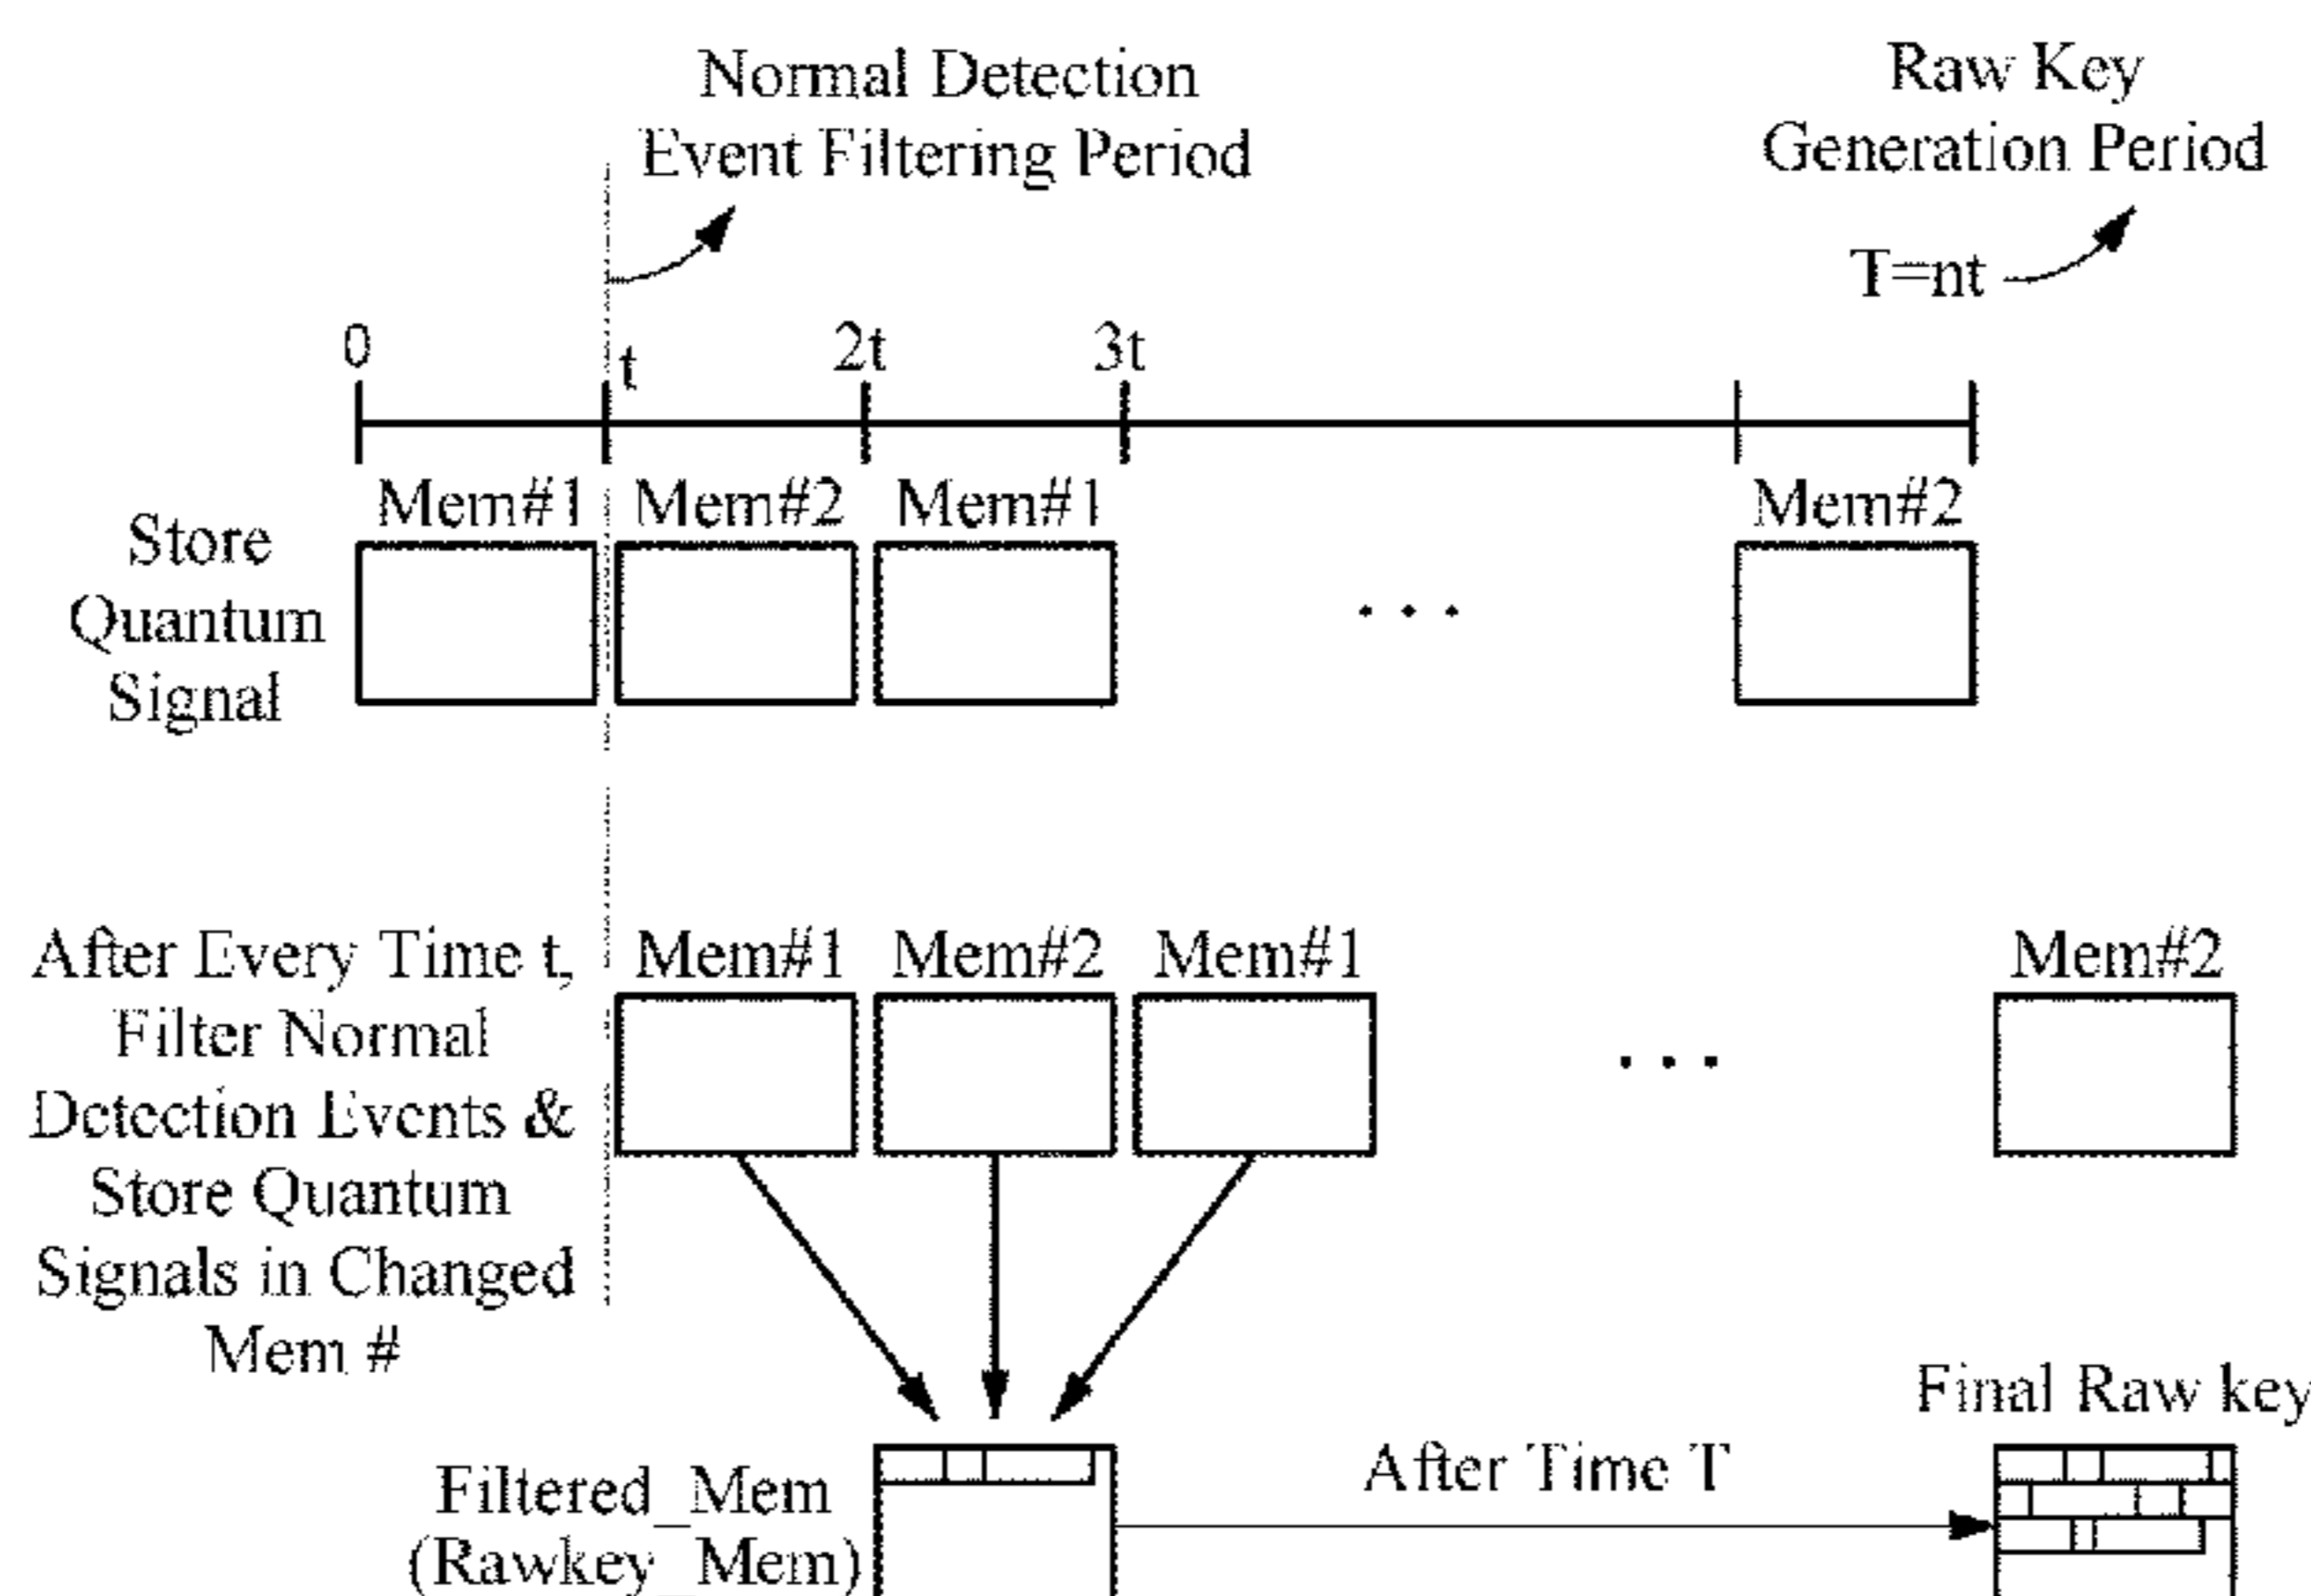 Normal Detection
Event Filtering Period
Raw Key
Generation Period
T=nt
0
t
2t
3t
Mem#1
Mem#2
Mem#1
Mem#2
Store
Quantum
Signal
. . .
After Every Time t,
Filter Normal
Detection Events &
Store Quantum
Signals in Changed
Mem #
Mem#1
Mem#2
Mem#1
Mem#2
. . .
Filtered_Mem
(Rawkey_Mem)
After Time T
Final Raw key